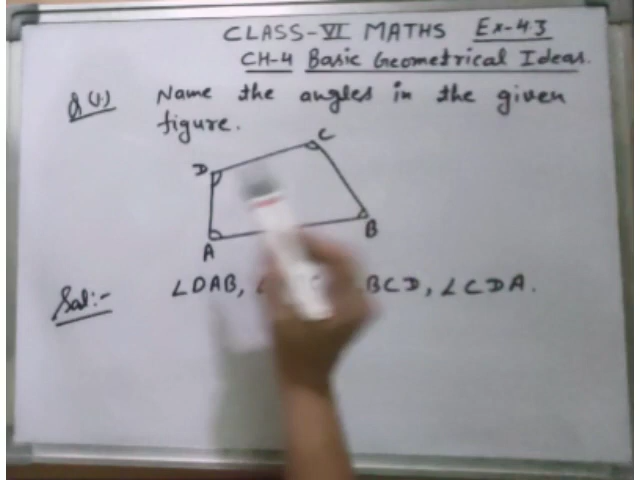 CLASS-VI MATHS Ex-4.3
CH-4 Basic Geometrical Ideas.
Q(1) Name the angles in the given
figure.
C
D
B
A
Sol:- ∠DAB, ∠ BCD, ∠CDA.